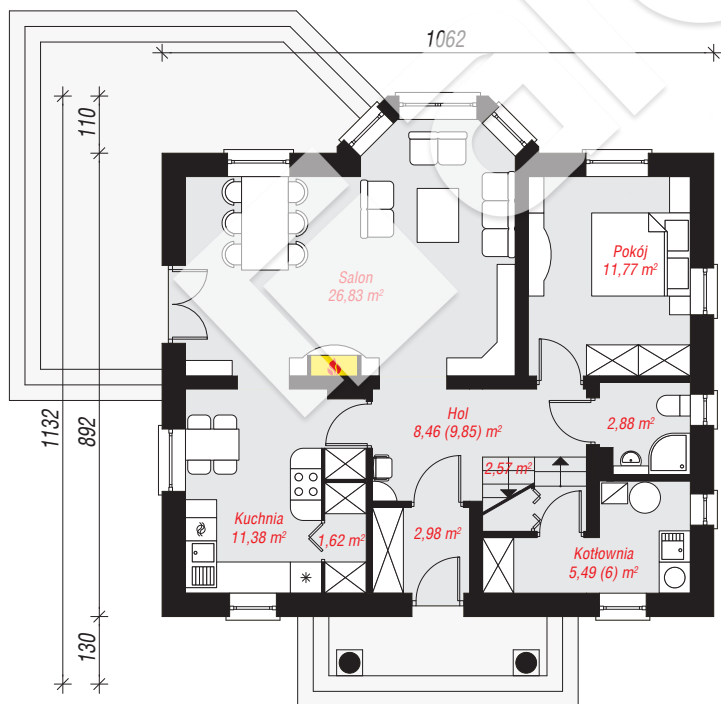 1062
110
Pokój
11,77 m²
Salon
26,83 m²
1132
892
Hol
8,46 (9,85) m²
2,88 m²
2,57 m²
Kuchnia
11,38 m²
1,62 m²
2,98 m²
Kotłownia
5,49 (6) m²
130